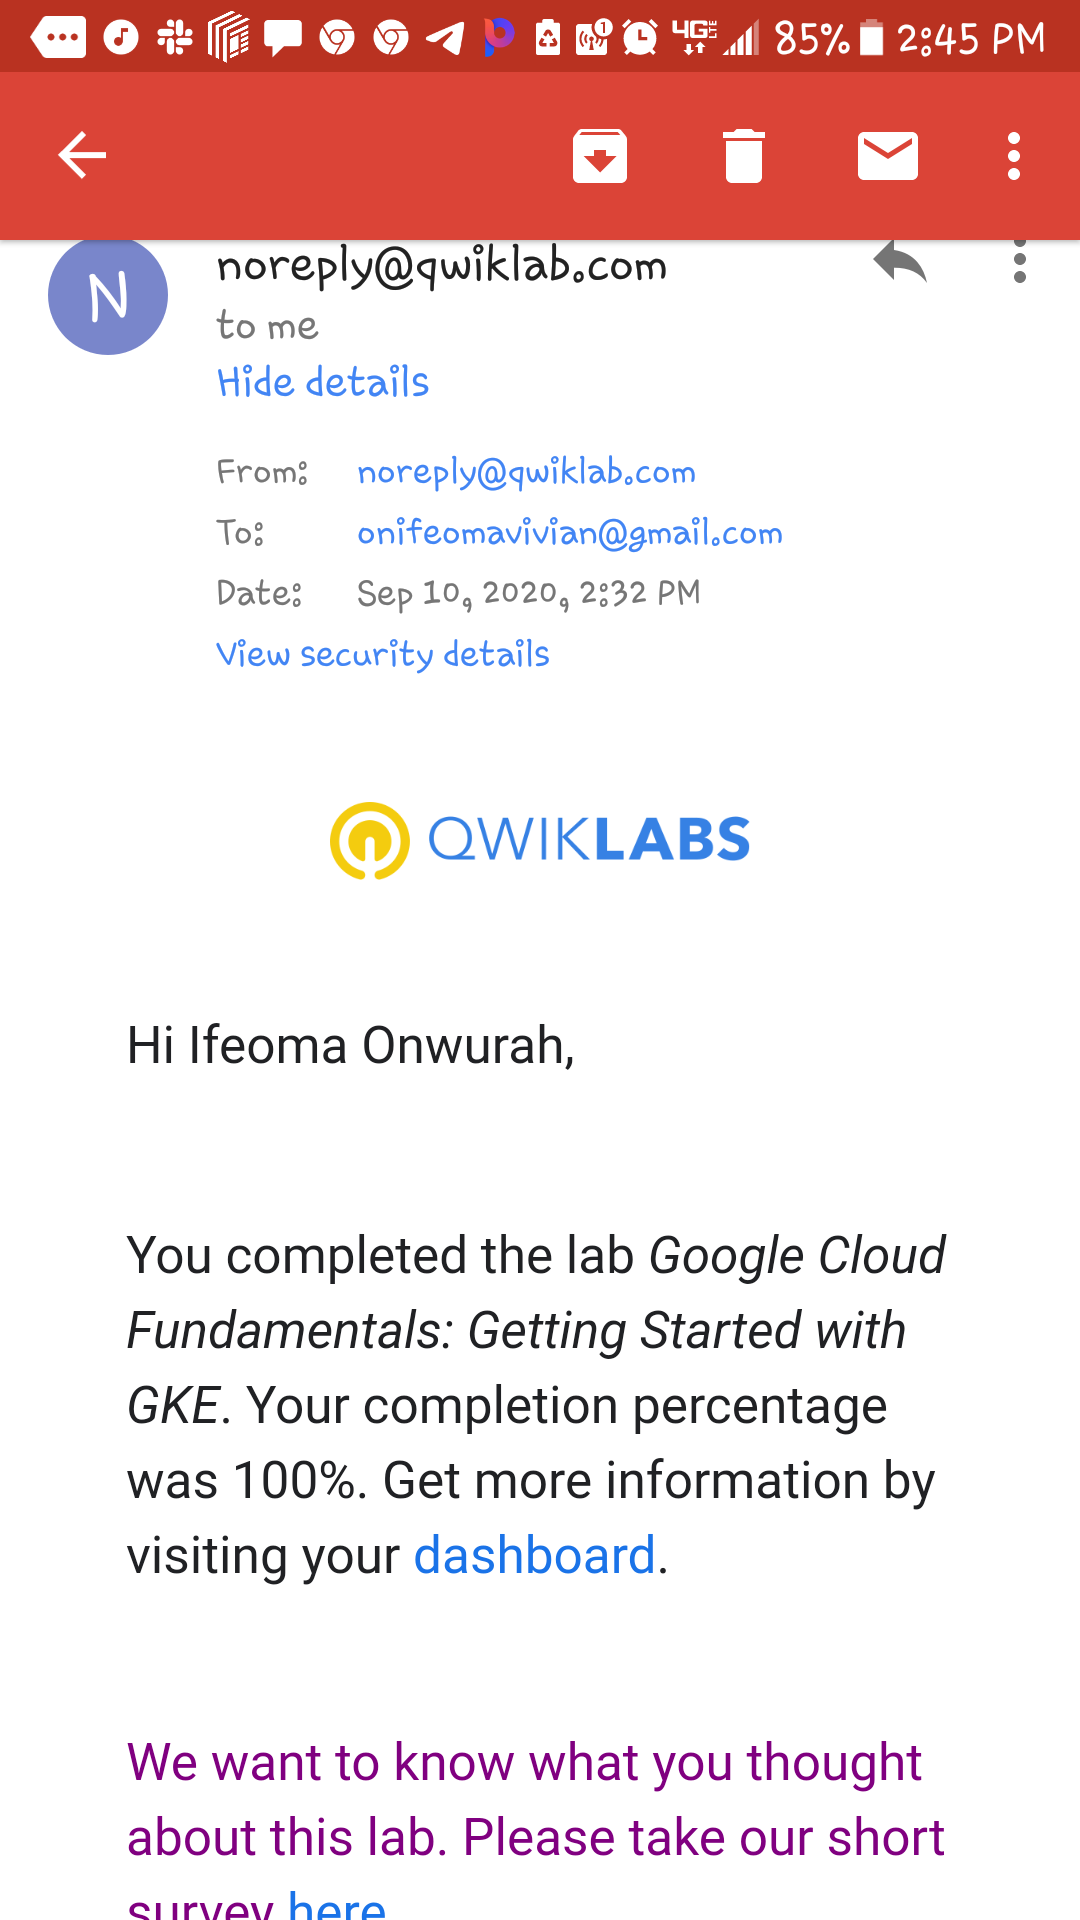 4G LTE 85% 2:45 PM
N
noreply@qwiklab.com
to me
Hide details
From: noreply@qwiklab.com
To: onifeomavivian@gmail.com
Date: Sep 10, 2020, 2:32 PM
View security details
QWIKLABS
Hi Ifeoma Onwurah,
You completed the lab Google Cloud
Fundamentals: Getting Started with
GKE. Your completion percentage
was 100%. Get more information by
visiting your dashboard.
We want to know what you thought
about this lab. Please take our short
survey here